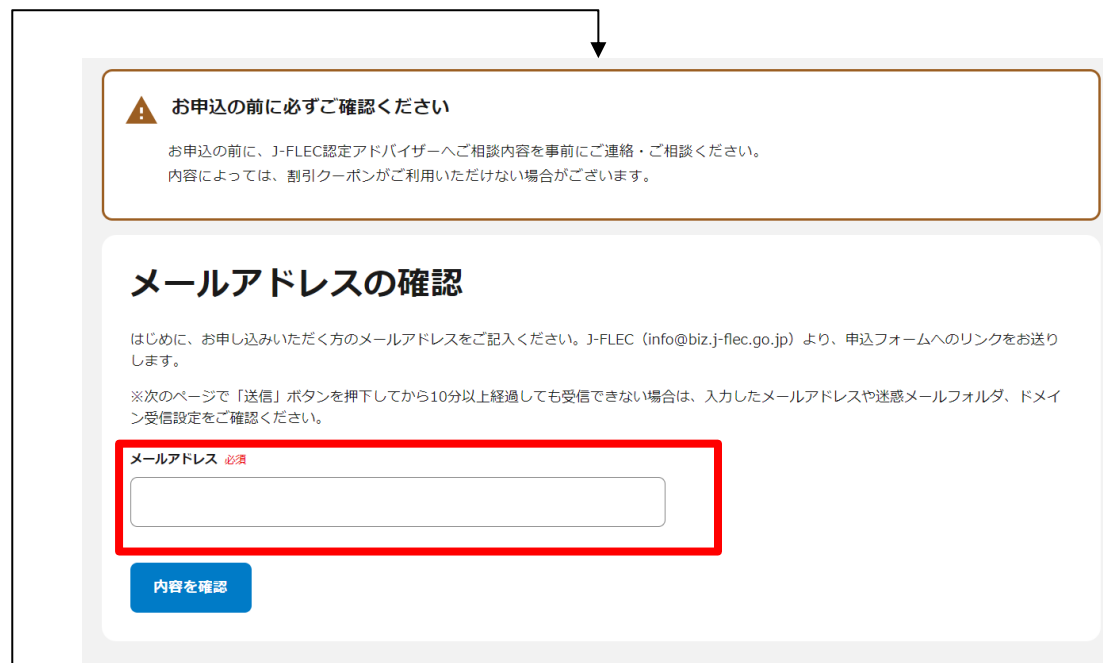 お申込の前に必ずご確認ください
お申込の前に、J-FLEC認定アドバイザーへご相談内容を事前にご連絡・ご相談ください。
内容によっては、割引クーポンがご利用いただけない場合がございます。
メールアドレスの確認
はじめに、お申し込みいただく方のメールアドレスをご記入ください。J-FLEC（info@biz.j-flec.go.jp）より、申込フォームへのリンクをお送り
します。
※次のページで「送信」ボタンを押下してから10分以上経過しても受信できない場合は、入力したメールアドレスや迷惑メールフォルダ、ドメイ
ン受信設定をご確認ください。
メールアドレス 必須
内容を確認